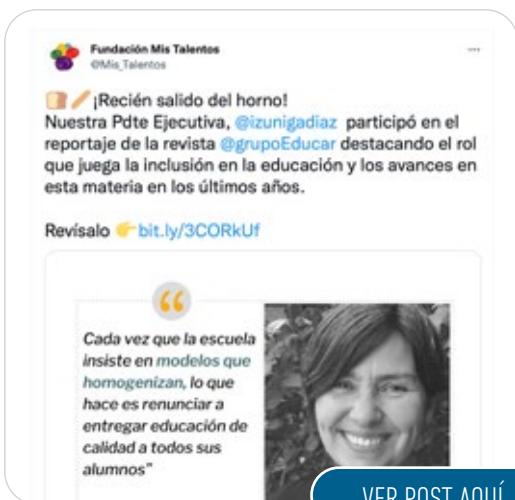 Fundación Mis Talentos
@Mis_Talentos
¡Recién salido del horno!
Nuestra Pdte Ejecutiva, @izunigadiaz participó en el
reportaje de la revista @grupoEducar destacando el rol
que juega la inclusión en la educación y los avances en
esta materia en los últimos años.
Revísalo 👉bit.ly/3CORkUf
“
Cada vez que la escuela
insiste en modelos que
homogenizan, lo que
hace es renunciar a
entregar educación de
calidad a todos sus
alumnos”
VER POST AQUÍ